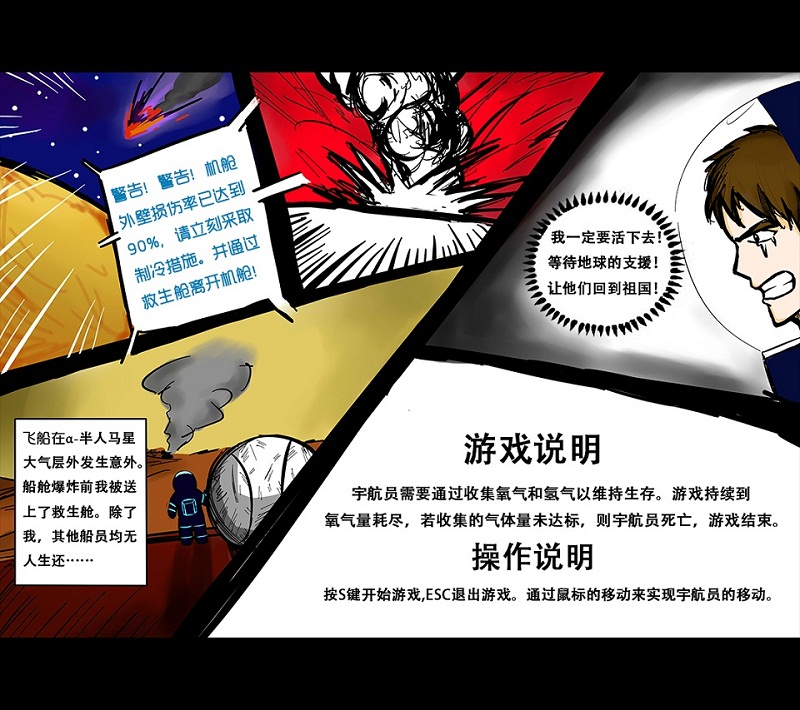 警告！警告！机舱
外壁损伤率已达到
90%，请立刻采取
制冷措施。并通过
救生舱离开机舱!
我一定要活下去!
等待地球的支援!
让他们回到祖国!
飞船在α-半人马星
大气层外发生意外。
船舱爆炸前我被送
上了救生舱。除了
我，其他船员均无
人生还……
游戏说明
宇航员需要通过收集氧气和氢气以维持生存。游戏持续到
氧气量耗尽，若收集的气体量未达标，则宇航员死亡，游戏结束。
操作说明
按S键开始游戏,ESC退出游戏。通过鼠标的移动来实现宇航员的移动。